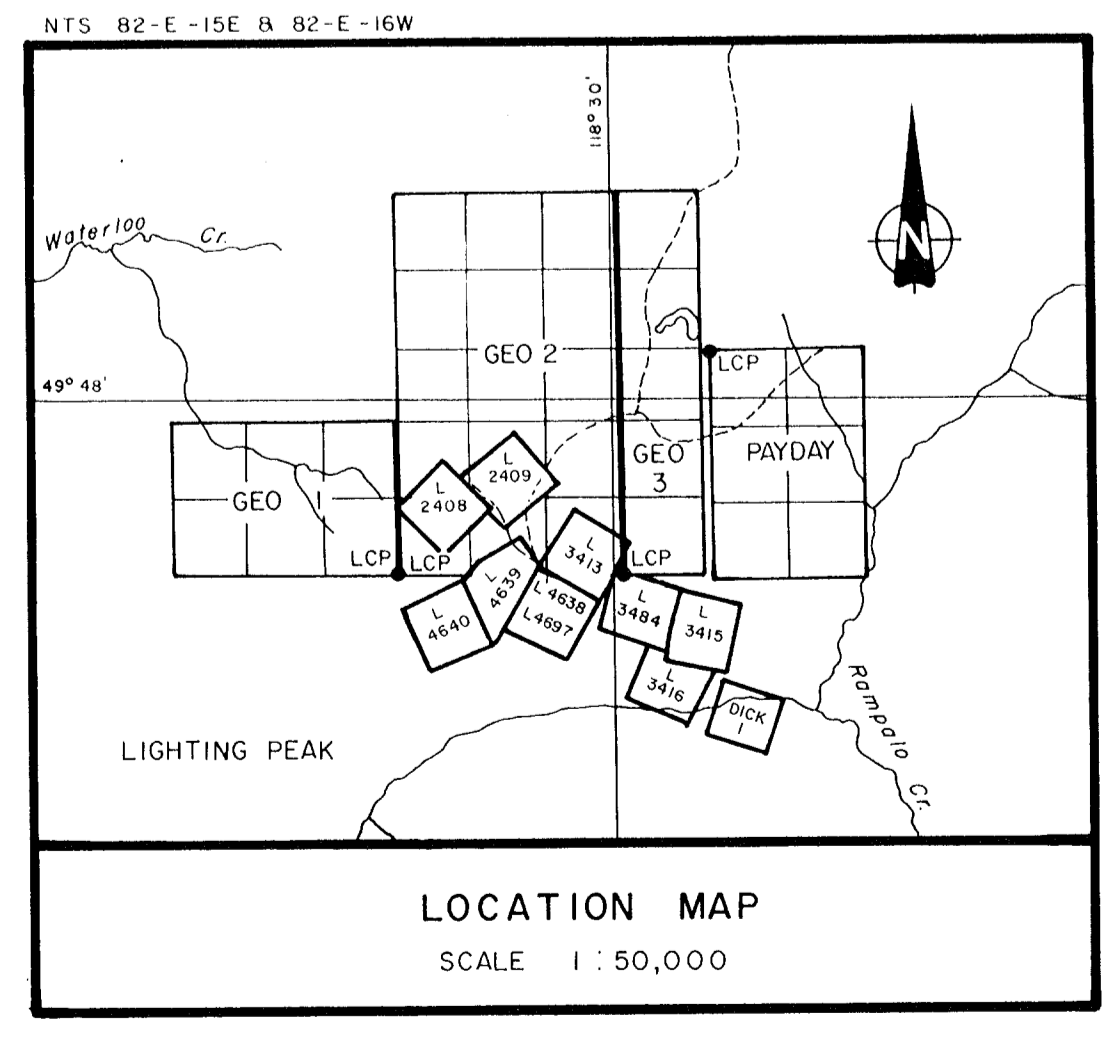 NTS 82-E-15E & 82-E-16W
118° 30'
N
Waterloo Cr.
49° 48'
GEO 2
LCP
GEO
3
PAYDAY
GEO 1
L
2409
L
2408
LCP
LCP
L
3413
LCP
L
4639
L 4638
L4697
L
4640
L
3484
L
3415
L
3416
DICK
1
Rampalo Cr.
LIGHTING PEAK
LOCATION MAP
SCALE 1:50,000